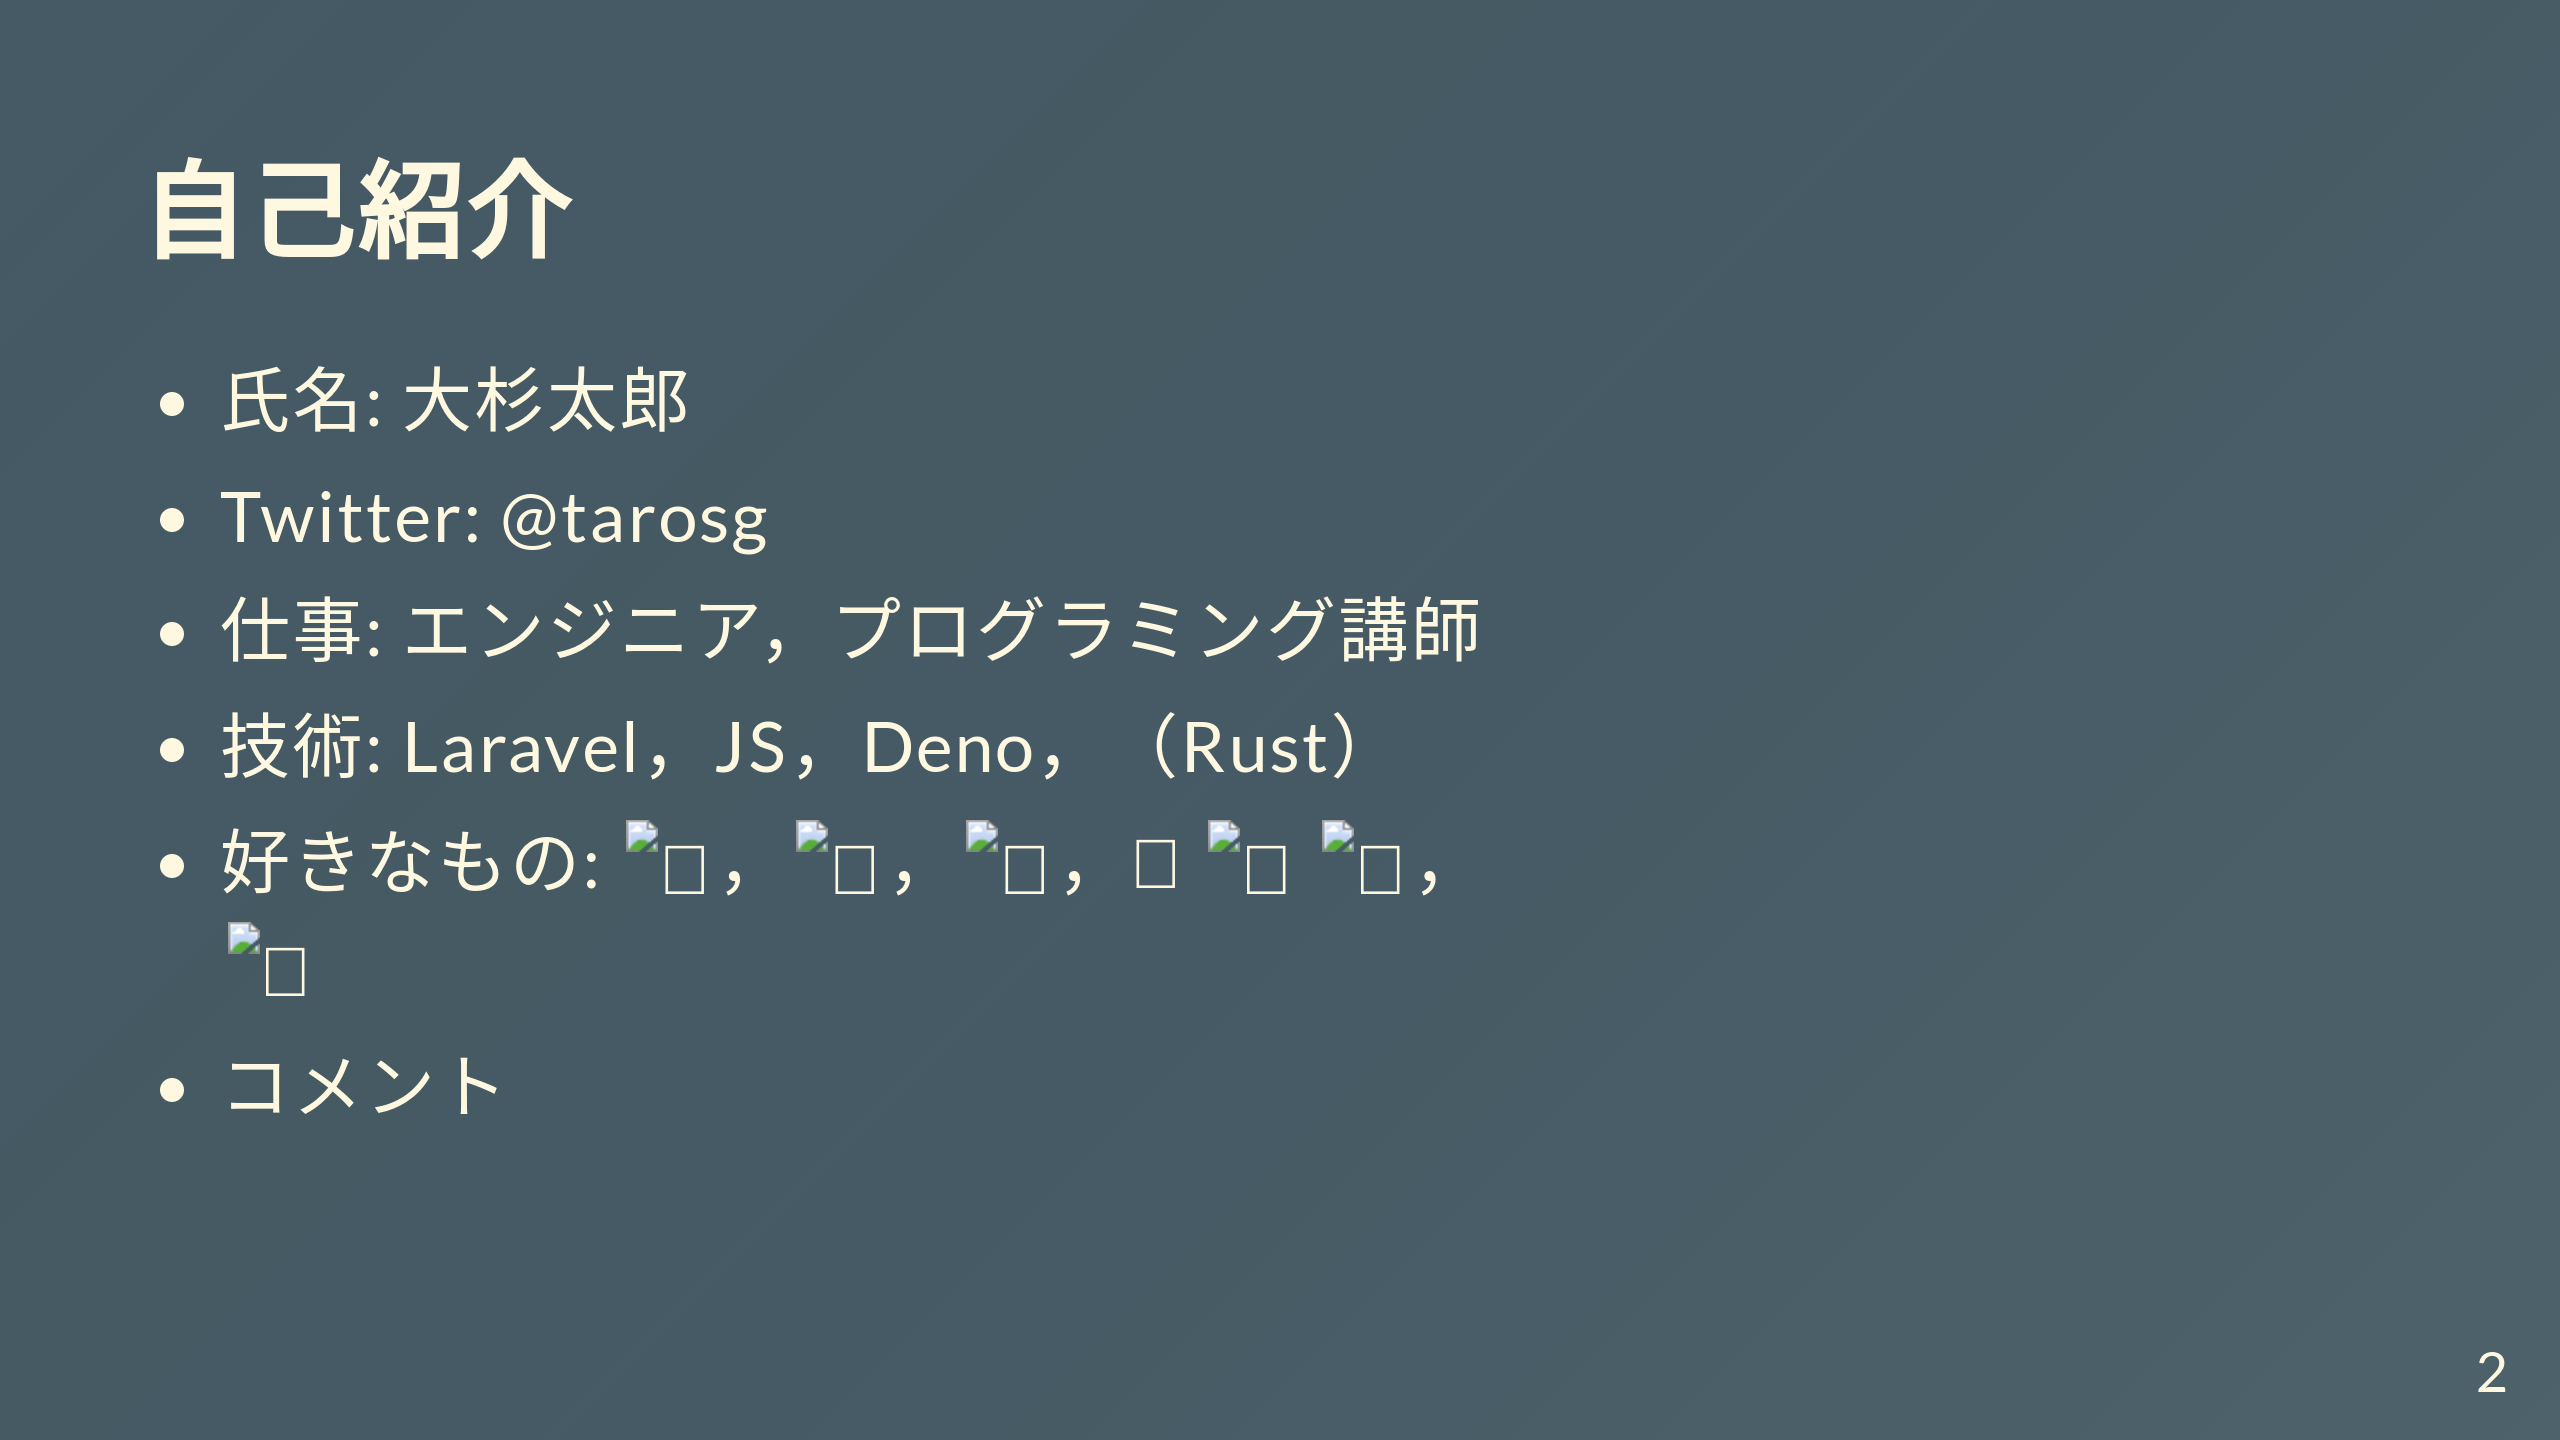 自己紹介
氏名: 大杉太郎
Twitter: @tarosg
仕事: エンジニア，プログラミング講師
技術: Laravel，JS，Deno，（Rust）
好きなもの: ，，，，
コメント
2